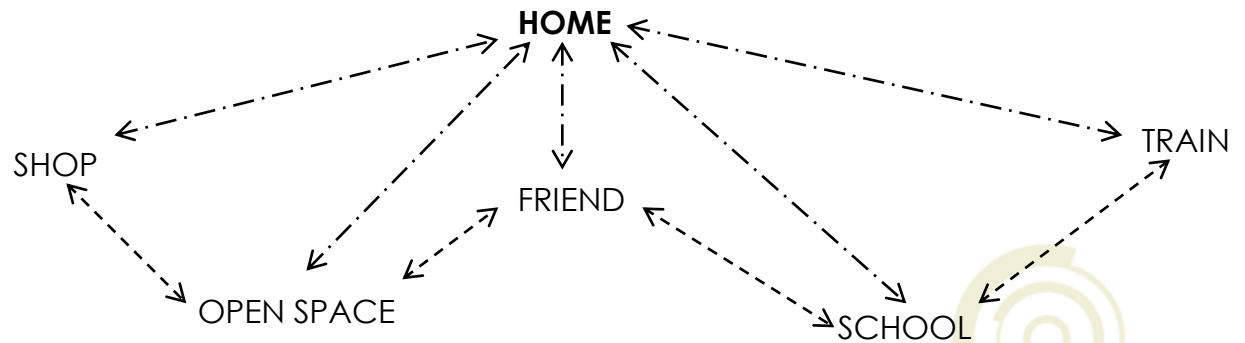 HOME
TRAIN
SHOP
FRIEND
OPEN SPACE
SCHOOL